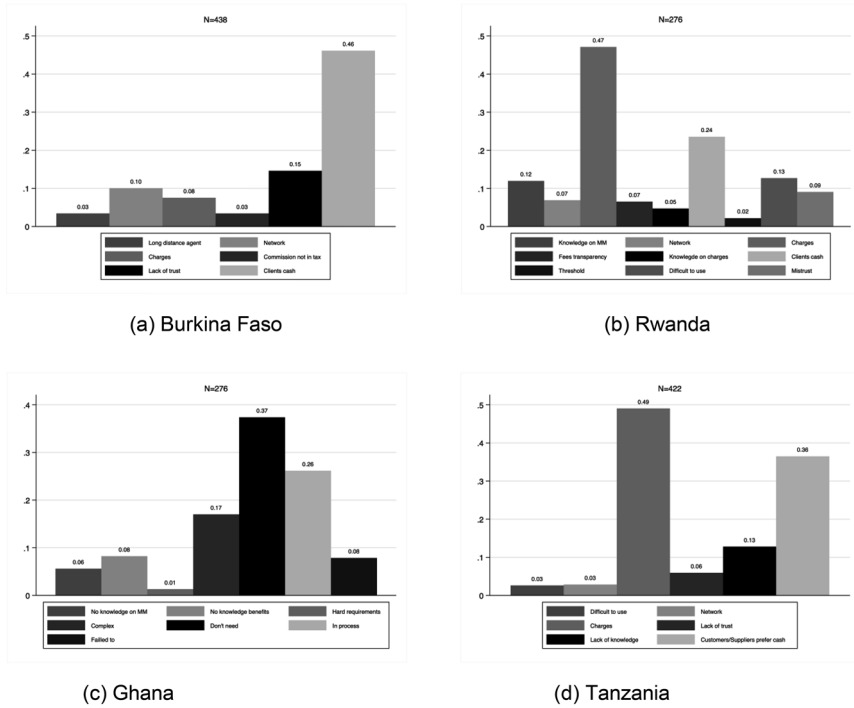 N=438
.5
.4
.3
.2
.1
0
0.03
0.10
0.08
0.03
0.15
0.46
Long distance agent Network
Charges Commission not in tax
Lack of trust Clients cash
(a) Burkina Faso
N=276
.5
.4
.3
.2
.1
0
0.12
0.07
0.47
0.07
0.05
0.24
0.02
0.13
0.09
Knowledge on MM Network Charges
Fees transparency Knowlegde on charges Clients cash
Threshold Difficult to use Mistrust
(b) Rwanda
N=276
.4
.3
.2
.1
0
0.06
0.08
0.01
0.17
0.37
0.26
0.08
No knowledge on MM No knowledge benefits Hard requirements
Complex Don't need In process
Failled to
(c) Ghana
N=422
.5
.4
.3
.2
.1
0
0.03
0.03
0.49
0.06
0.13
0.36
Difficult to use Network
Charges Lack of trust
Lack of knowledge Customers/Suppliers prefer cash
(d) Tanzania